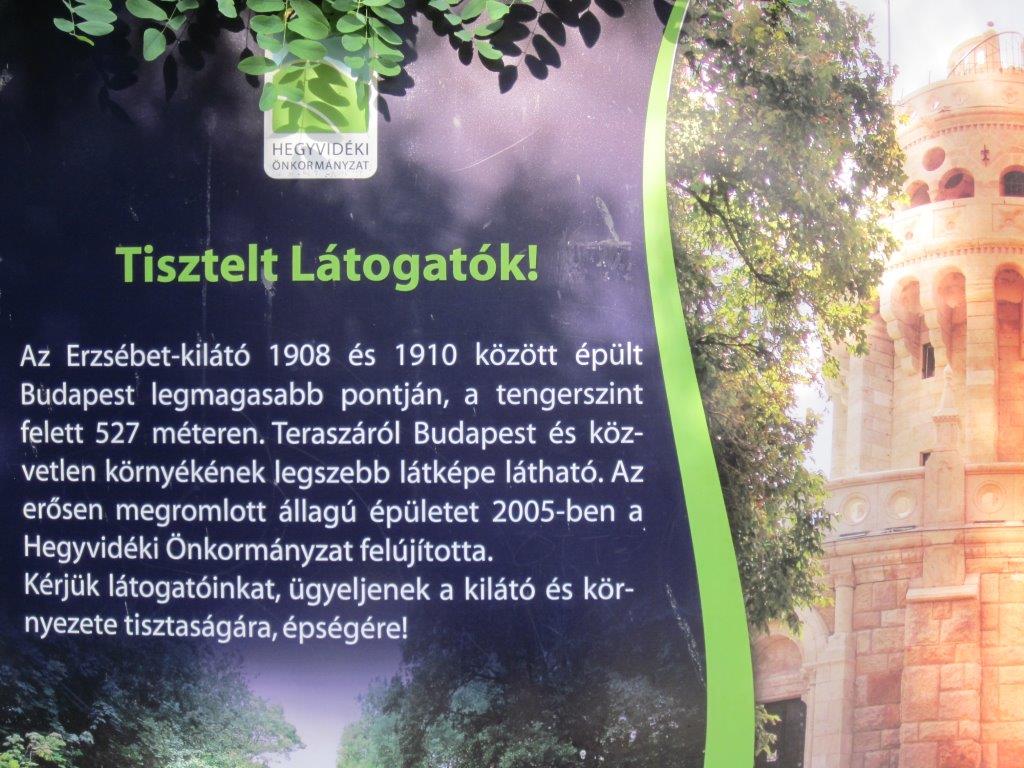 HEGYVIDÉKI
ÖNKORMÁNYZAT
Tisztelt Látogatók!
Az Erzsébet-kilátó 1908 és 1910 között épült
Budapest legmagasabb pontján, a tengerszint
felett 527 méteren. Teraszáról Budapest és köz-
vetlen környékének legszebb látképe látható. Az
erősen megromlott állagú épületet 2005-ben a
Hegyvidéki Önkormányzat felújította.
Kérjük látogatóinkat, ügyeljenek a kilátó és kör-
nyezete tisztaságára, épségére!